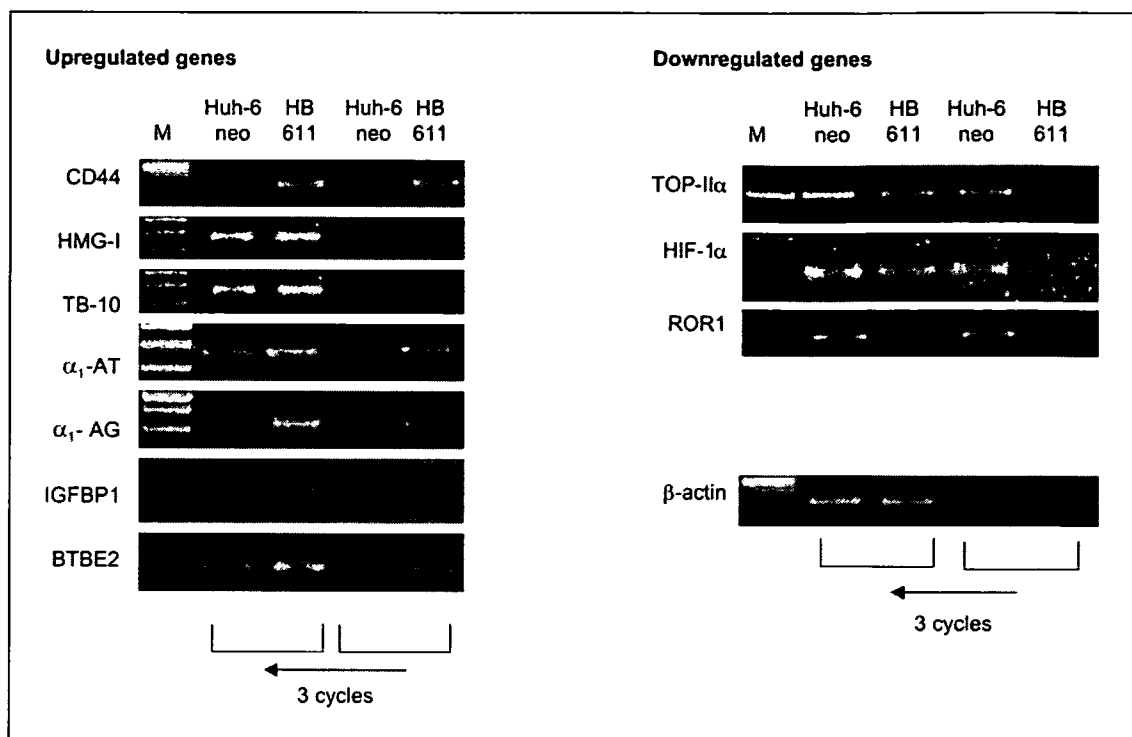 Upregulated genes
M
Huh-6 neo
HB 611
Huh-6 neo
HB 611
CD44
HMG-I
TB-10
α₁-AT
α₁- AG
IGFBP1
BTBE2
3 cycles
Downregulated genes
M
Huh-6 neo
HB 611
Huh-6 neo
HB 611
TOP-IIα
HIF-1α
ROR1
β-actin
3 cycles